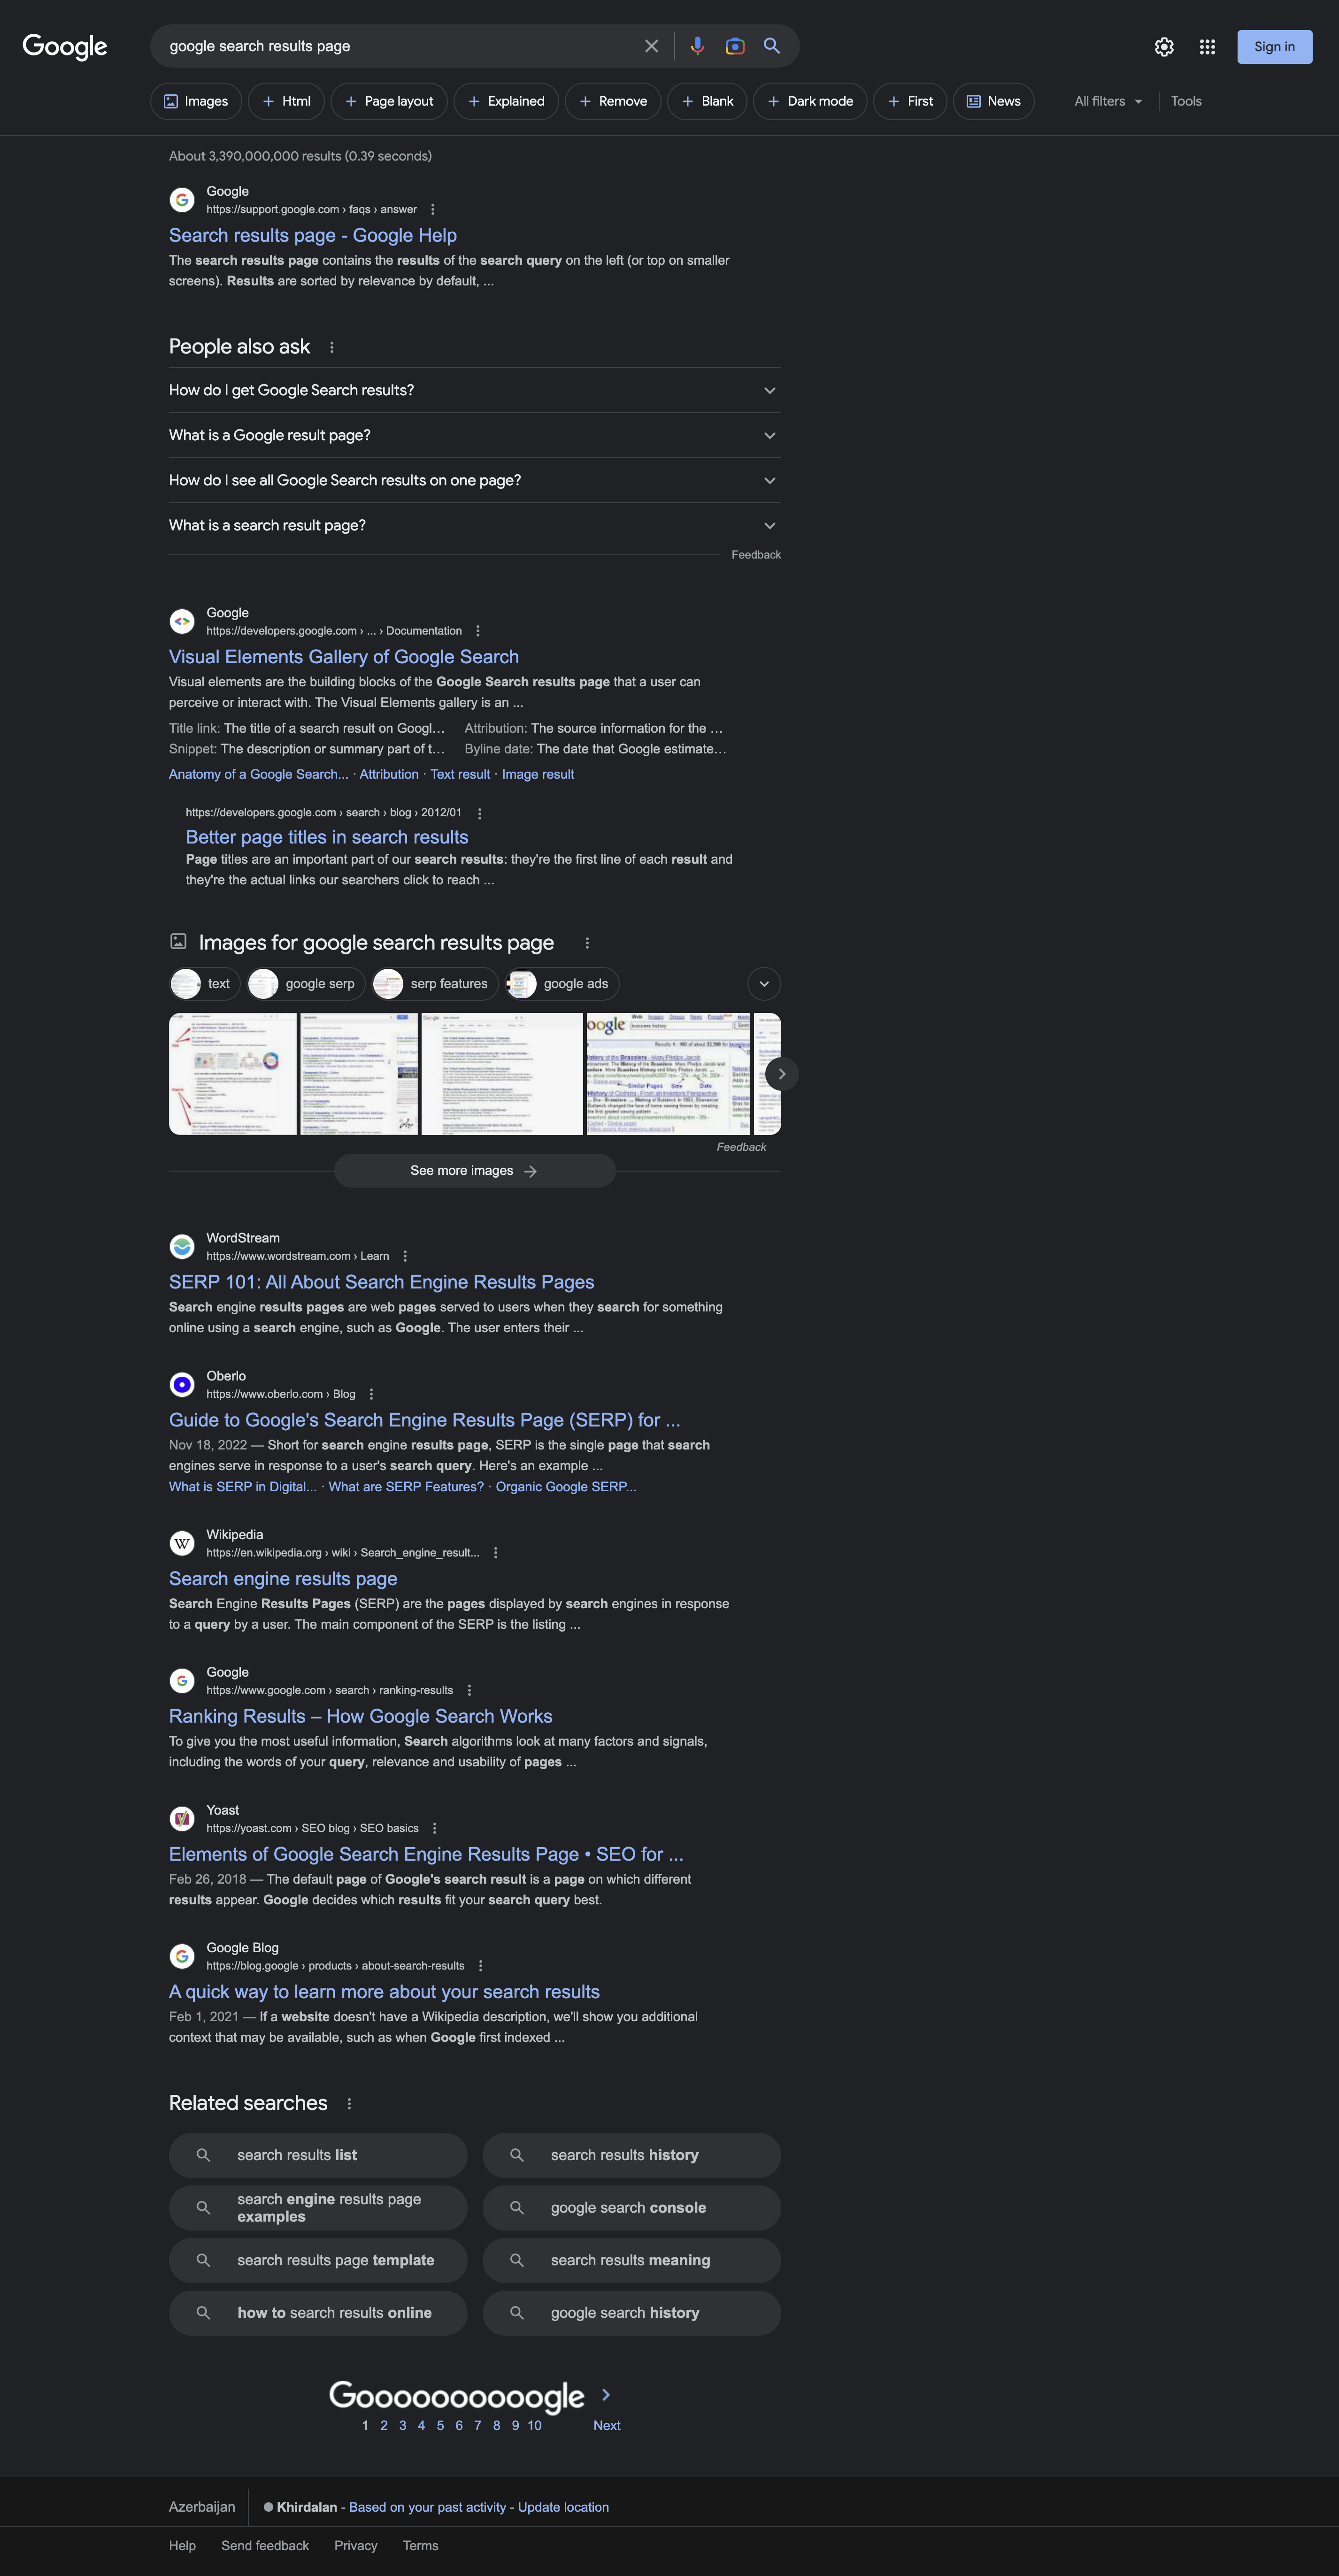 Google
google search results page
Sign in
Images
Html
Page layout
Explained
Remove
Blank
Dark mode
First
News
All filters
Tools
About 3,390,000,000 results (0.39 seconds)
Google
https://support.google.com › faqs › answer
Search results page - Google Help
The search results page contains the results of the search query on the left (or top on smaller
screens). Results are sorted by relevance by default, ...
People also ask
How do I get Google Search results?
What is a Google result page?
How do I see all Google Search results on one page?
What is a search result page?
Feedback
Google
https://developers.google.com › ... › Documentation
Visual Elements Gallery of Google Search
Visual elements are the building blocks of the Google Search results page that a user can
perceive or interact with. The Visual Elements gallery is an ...
Title link: The title of a search result on Googl... Attribution: The source information for the ...
Snippet: The description or summary part of t... Byline date: The date that Google estimate...
Anatomy of a Google Search... · Attribution · Text result · Image result
https://developers.google.com › search › blog › 2012/01
Better page titles in search results
Page titles are an important part of our search results: they're the first line of each result and
they're the actual links our searchers click to reach ...
Images for google search results page
text
google serp
serp features
google ads
Feedback
See more images
WordStream
https://www.wordstream.com › Learn
SERP 101: All About Search Engine Results Pages
Search engine results pages are web pages served to users when they search for something
online using a search engine, such as Google. The user enters their ...
Oberlo
https://www.oberlo.com › Blog
Guide to Google's Search Engine Results Page (SERP) for ...
Nov 18, 2022 — Short for search engine results page, SERP is the single page that search
engines serve in response to a user's search query. Here's an example ...
What is SERP in Digital... · What are SERP Features? · Organic Google SERP...
Wikipedia
https://en.wikipedia.org › wiki › Search_engine_result...
Search engine results page
Search Engine Results Pages (SERP) are the pages displayed by search engines in response
to a query by a user. The main component of the SERP is the listing ...
Google
https://www.google.com › search › ranking-results
Ranking Results – How Google Search Works
To give you the most useful information, Search algorithms look at many factors and signals,
including the words of your query, relevance and usability of pages ...
Yoast
https://yoast.com › SEO blog › SEO basics
Elements of Google Search Engine Results Page • SEO for ...
Feb 26, 2018 — The default page of Google's search result is a page on which different
results appear. Google decides which results fit your search query best.
Google Blog
https://blog.google › products › about-search-results
A quick way to learn more about your search results
Feb 1, 2021 — If a website doesn't have a Wikipedia description, we'll show you additional
context that may be available, such as when Google first indexed ...
Related searches
search results list
search results history
search engine results page
examples
google search console
search results page template
search results meaning
how to search results online
google search history
Goooooooooogle
1 2 3 4 5 6 7 8 9 10 Next
Azerbaijan
Khirdalan - Based on your past activity - Update location
Help Send feedback Privacy Terms